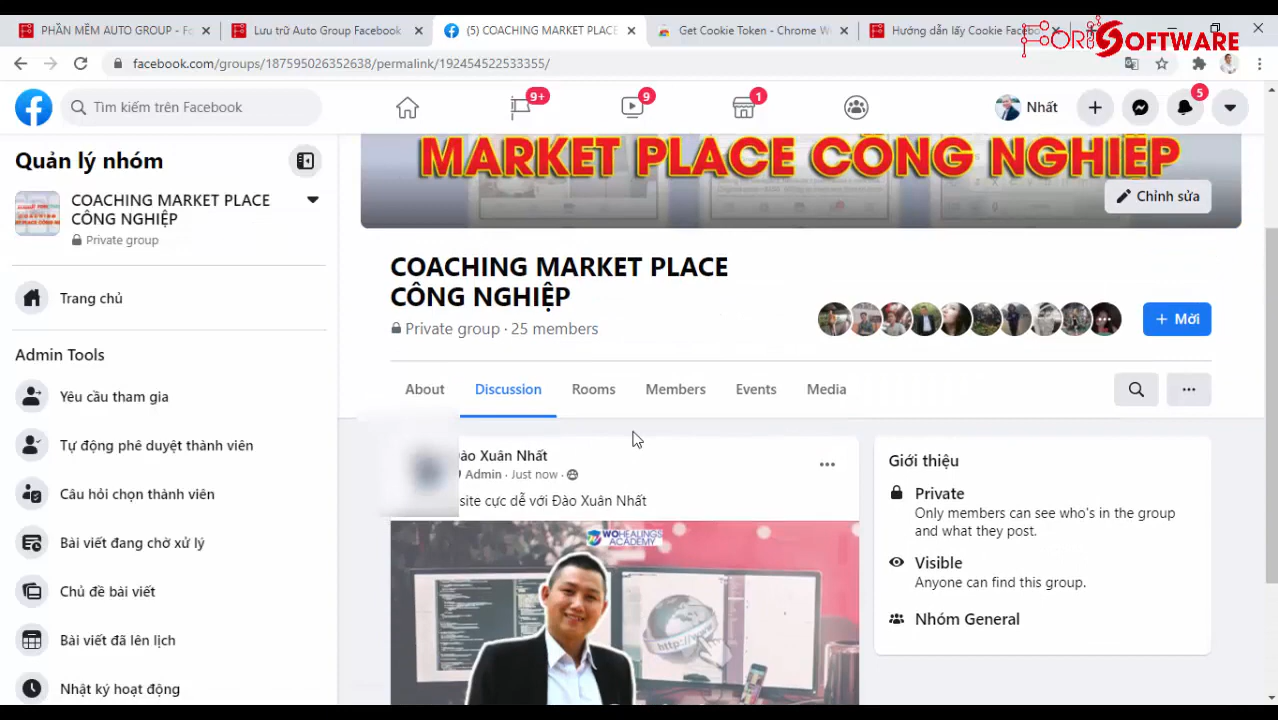 PHẦN MỀM AUTO GROUP - Fo
Lưu trữ Auto Group Facebook
(5) COACHING MARKET PLACE
Get Cookie Token - Chrome W
Hướng dẫn lấy Cookie Facebo
FORI SOFTWARE
facebook.com/groups/187595026352638/permalink/192454522533355/
Tìm kiếm trên Facebook
9+
9
1
Nhất
5
Quản lý nhóm
COACHING MARKET PLACE
CÔNG NGHIỆP
Private group
Trang chủ
Admin Tools
Yêu cầu tham gia
Tự động phê duyệt thành viên
Câu hỏi chọn thành viên
Bài viết đang chờ xử lý
Chủ đề bài viết
Bài viết đã lên lịch
Nhật ký hoạt động
MARKET PLACE CÔNG NGHIỆP
Chỉnh sửa
COACHING MARKET PLACE
CÔNG NGHIỆP
Private group · 25 members
+ Mời
About
Discussion
Rooms
Members
Events
Media
Đào Xuân Nhất
Admin · Just now ·
site cực dễ với Đào Xuân Nhất
WOHEALING'S
ACADEMY
http://w
Giới thiệu
Private
Only members can see who's in the group
and what they post.
Visible
Anyone can find this group.
Nhóm General